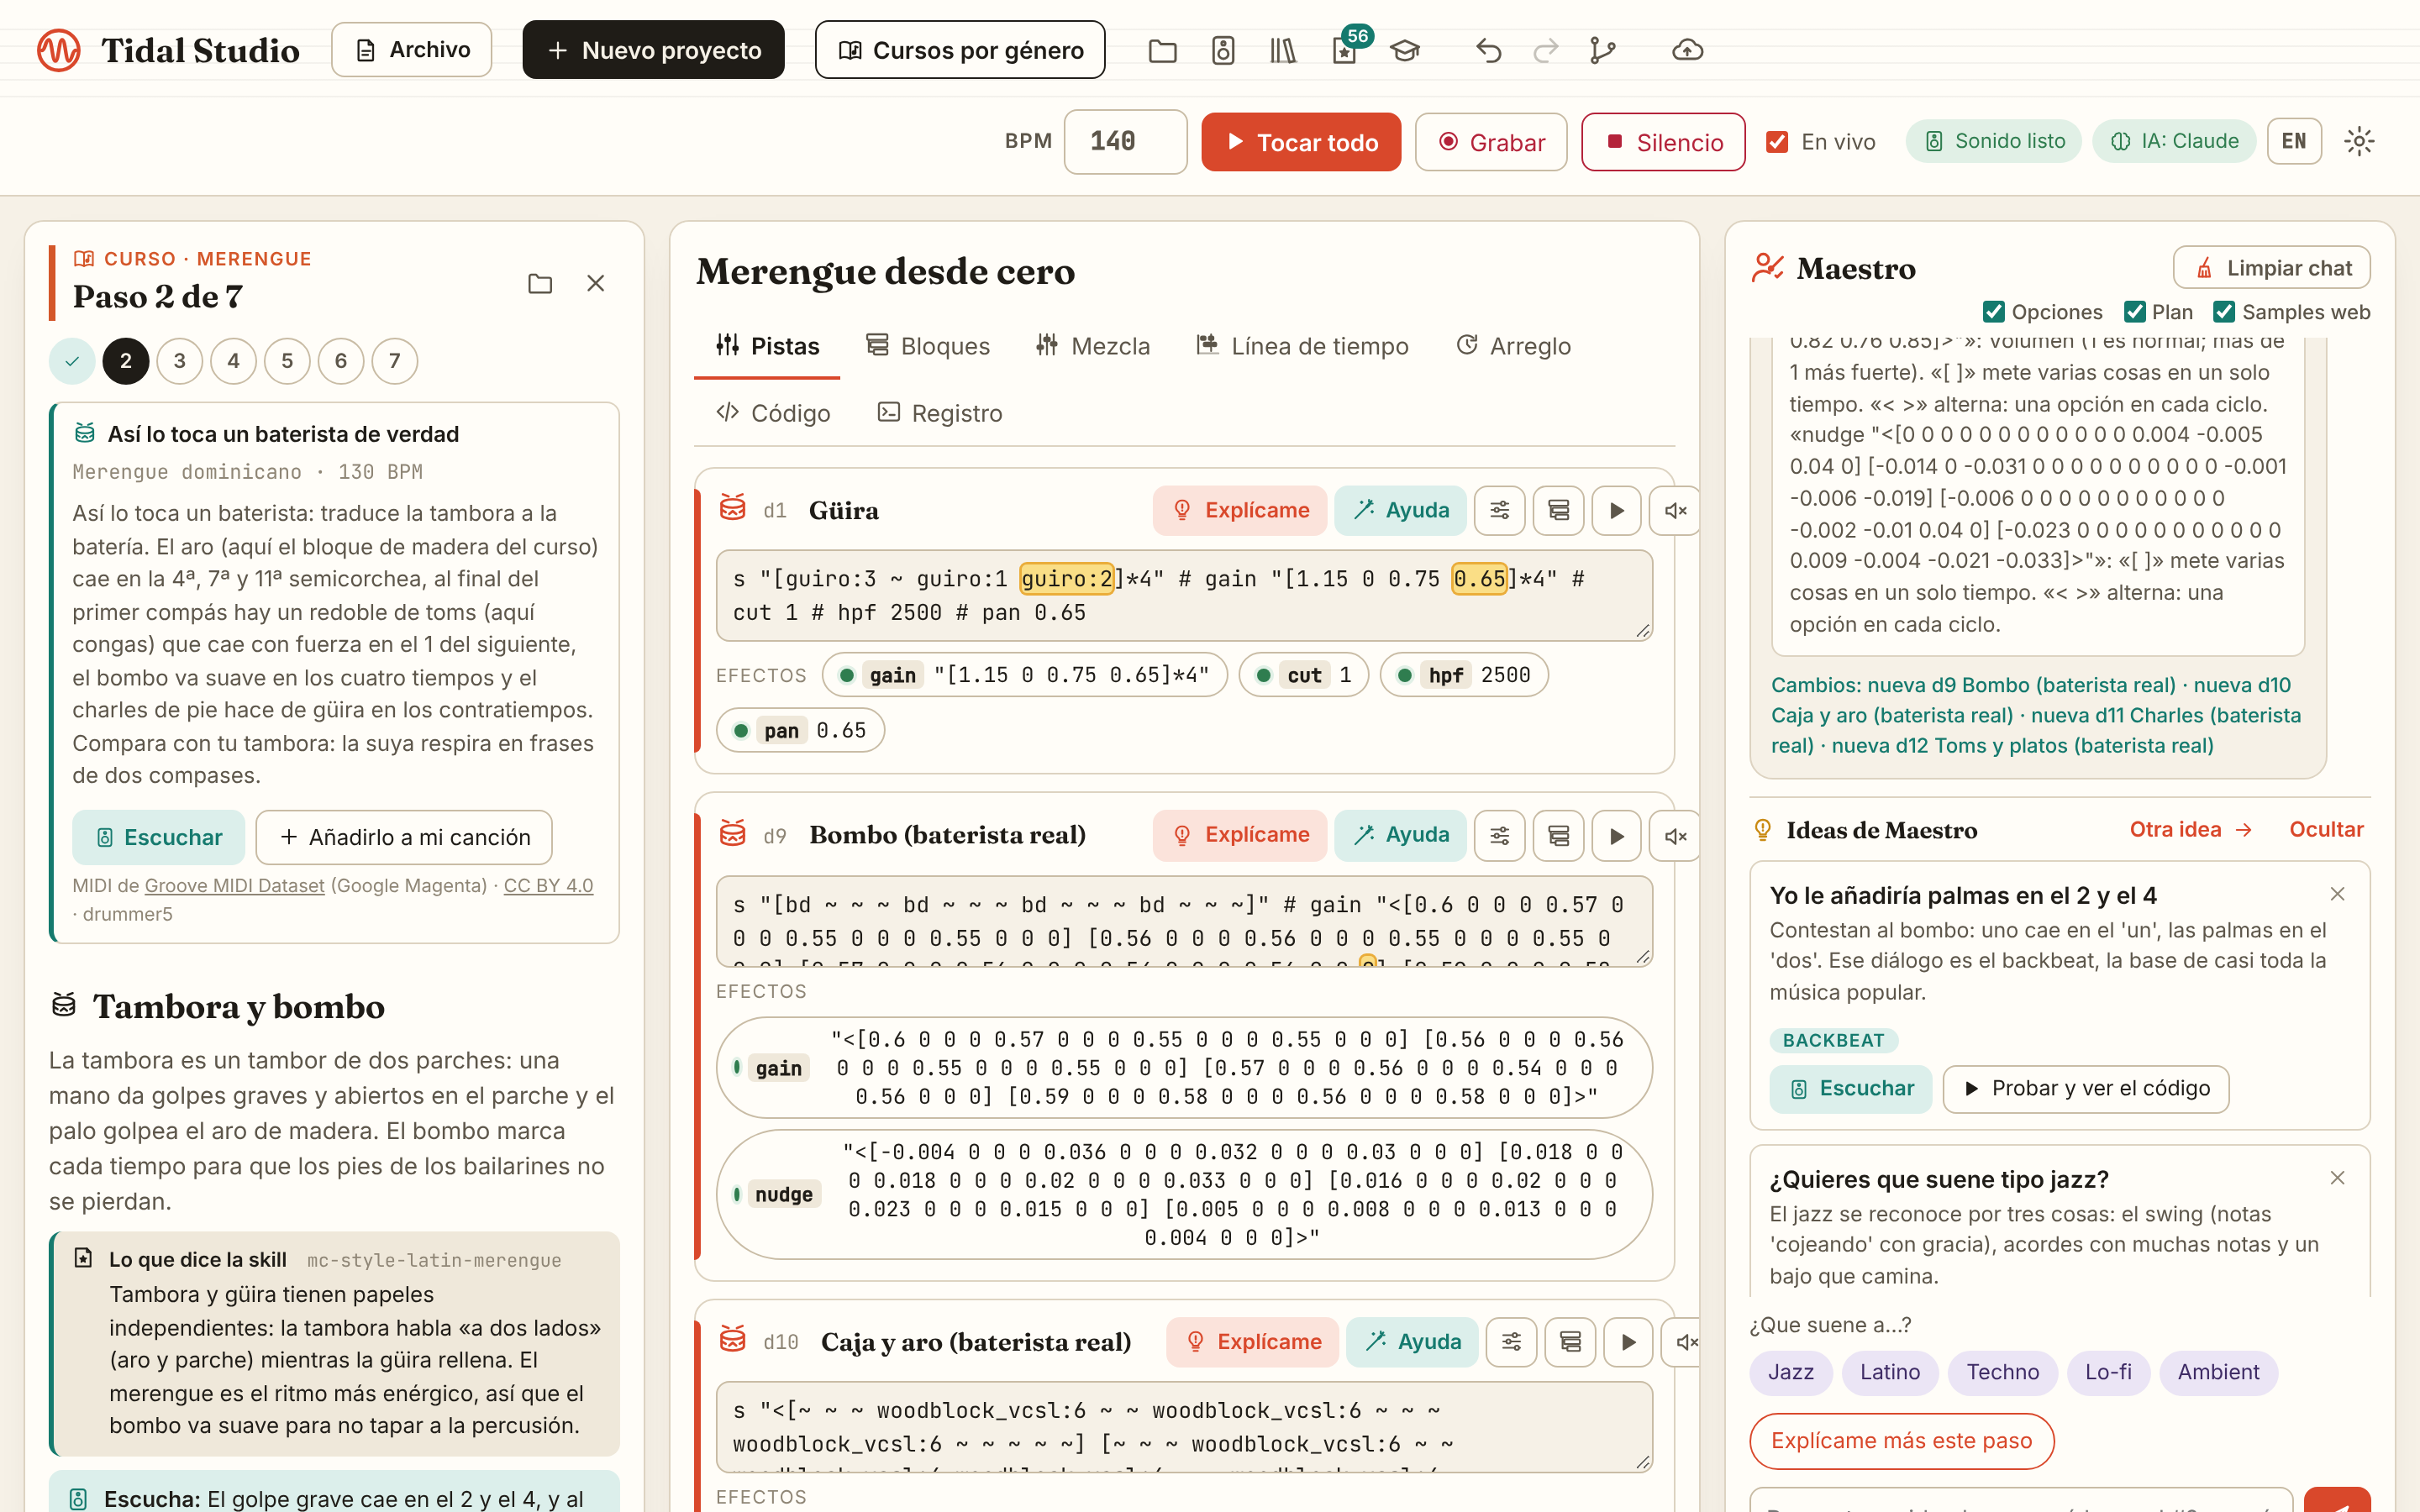 Tidal Studio
Archivo
+ Nuevo proyecto
Cursos por género
56
BPM
140
Tocar todo
Grabar
Silencio
En vivo
Sonido listo
IA: Claude
EN
CURSO · MERENGUE
Paso 2 de 7
2 3 4 5 6 7
Así lo toca un baterista de verdad
Merengue dominicano · 130 BPM
Así lo toca un baterista: traduce la tambora a la
batería. El aro (aquí el bloque de madera del curso)
cae en la 4ª, 7ª y 11ª semicorchea, al final del
primer compás hay un redoble de toms (aquí
congas) que cae con fuerza en el 1 del siguiente,
el bombo va suave en los cuatro tiempos y el
charles de pie hace de güira en los contratiempos.
Compara con tu tambora: la suya respira en frases
de dos compases.
Escuchar
+ Añadirlo a mi canción
MIDI de Groove MIDI Dataset (Google Magenta) · CC BY 4.0
· drummer5
Tambora y bombo
La tambora es un tambor de dos parches: una
mano da golpes graves y abiertos en el parche y el
palo golpea el aro de madera. El bombo marca
cada tiempo para que los pies de los bailarines no
se pierdan.
Lo que dice la skill mc-style-latin-merengue
Tambora y güira tienen papeles
independientes: la tambora habla «a dos lados»
(aro y parche) mientras la güira rellena. El
merengue es el ritmo más enérgico, así que el
bombo va suave para no tapar a la percusión.
Escucha: El golpe grave cae en el 2 y el 4, y al
Merengue desde cero
Pistas
Bloques
Mezcla
Línea de tiempo
Arreglo
Código
Registro
d1 Güira
Explícame
Ayuda
s "[guiro:3 ~ guiro:1 guiro:2]*4" # gain "[1.15 0 0.75 0.65]*4" #
cut 1 # hpf 2500 # pan 0.65
EFECTOS
gain "[1.15 0 0.75 0.65]*4"
cut 1
hpf 2500
pan 0.65
d9 Bombo (baterista real)
Explícame
Ayuda
s "[bd ~ ~ ~ bd ~ ~ ~ bd ~ ~ ~ bd ~ ~ ~]" # gain "<[0.6 0 0 0 0.57 0
0 0 0.55 0 0 0 0.55 0 0 0] [0.56 0 0 0 0.56 0 0 0 0.55 0 0 0 0.55 0
EFECTOS
gain
"<[0.6 0 0 0 0.57 0 0 0 0.55 0 0 0 0.55 0 0 0] [0.56 0 0 0 0.56
0 0 0 0.55 0 0 0 0.55 0 0 0] [0.57 0 0 0 0.56 0 0 0 0.54 0 0 0
0.56 0 0 0] [0.59 0 0 0 0.58 0 0 0 0.56 0 0 0 0.58 0 0 0]>"
nudge
"<[-0.004 0 0 0 0.036 0 0 0 0.032 0 0 0 0.03 0 0 0] [0.018 0 0
0 0.018 0 0 0 0.02 0 0 0 0.033 0 0 0] [0.016 0 0 0 0.02 0 0 0
0.023 0 0 0 0.015 0 0 0] [0.005 0 0 0 0.008 0 0 0 0.013 0 0 0
0.004 0 0 0]>"
d10 Caja y aro (baterista real)
Explícame
Ayuda
s "<[~ ~ ~ woodblock_vcsl:6 ~ ~ woodblock_vcsl:6 ~ ~ ~
woodblock_vcsl:6 ~ ~ ~ ~ ~] [~ ~ ~ woodblock_vcsl:6 ~ ~
EFECTOS
Maestro
Limpiar chat
Opciones
Plan
Samples web
0.82 0.76 0.85]>"»: volumen (1 es normal; más de
1 más fuerte). «[ ]» mete varias cosas en un solo
tiempo. «< >» alterna: una opción en cada ciclo.
«nudge "<[0 0 0 0 0 0 0 0 0 0 0 0 0.004 -0.005
0.04 0] [-0.014 0 -0.031 0 0 0 0 0 0 0 0 0 0 -0.001
-0.006 -0.019] [-0.006 0 0 0 0 0 0 0 0 0 0 0
-0.002 -0.01 0.04 0] [-0.023 0 0 0 0 0 0 0 0 0 0 0
0.009 -0.004 -0.021 -0.033]>"»: «[ ]» mete varias
cosas en un solo tiempo. «< >» alterna: una
opción en cada ciclo.
Cambios: nueva d9 Bombo (baterista real) · nueva d10
Caja y aro (baterista real) · nueva d11 Charles (baterista
real) · nueva d12 Toms y platos (baterista real)
Ideas de Maestro
Otra idea →
Ocultar
Yo le añadiría palmas en el 2 y el 4
Contestan al bombo: uno cae en el 'un', las palmas en el
'dos'. Ese diálogo es el backbeat, la base de casi toda la
música popular.
BACKBEAT
Escuchar
Probar y ver el código
¿Quieres que suene tipo jazz?
El jazz se reconoce por tres cosas: el swing (notas
'cojeando' con gracia), acordes con muchas notas y un
bajo que camina.
¿Que suene a...?
Jazz
Latino
Techno
Lo-fi
Ambient
Explícame más este paso